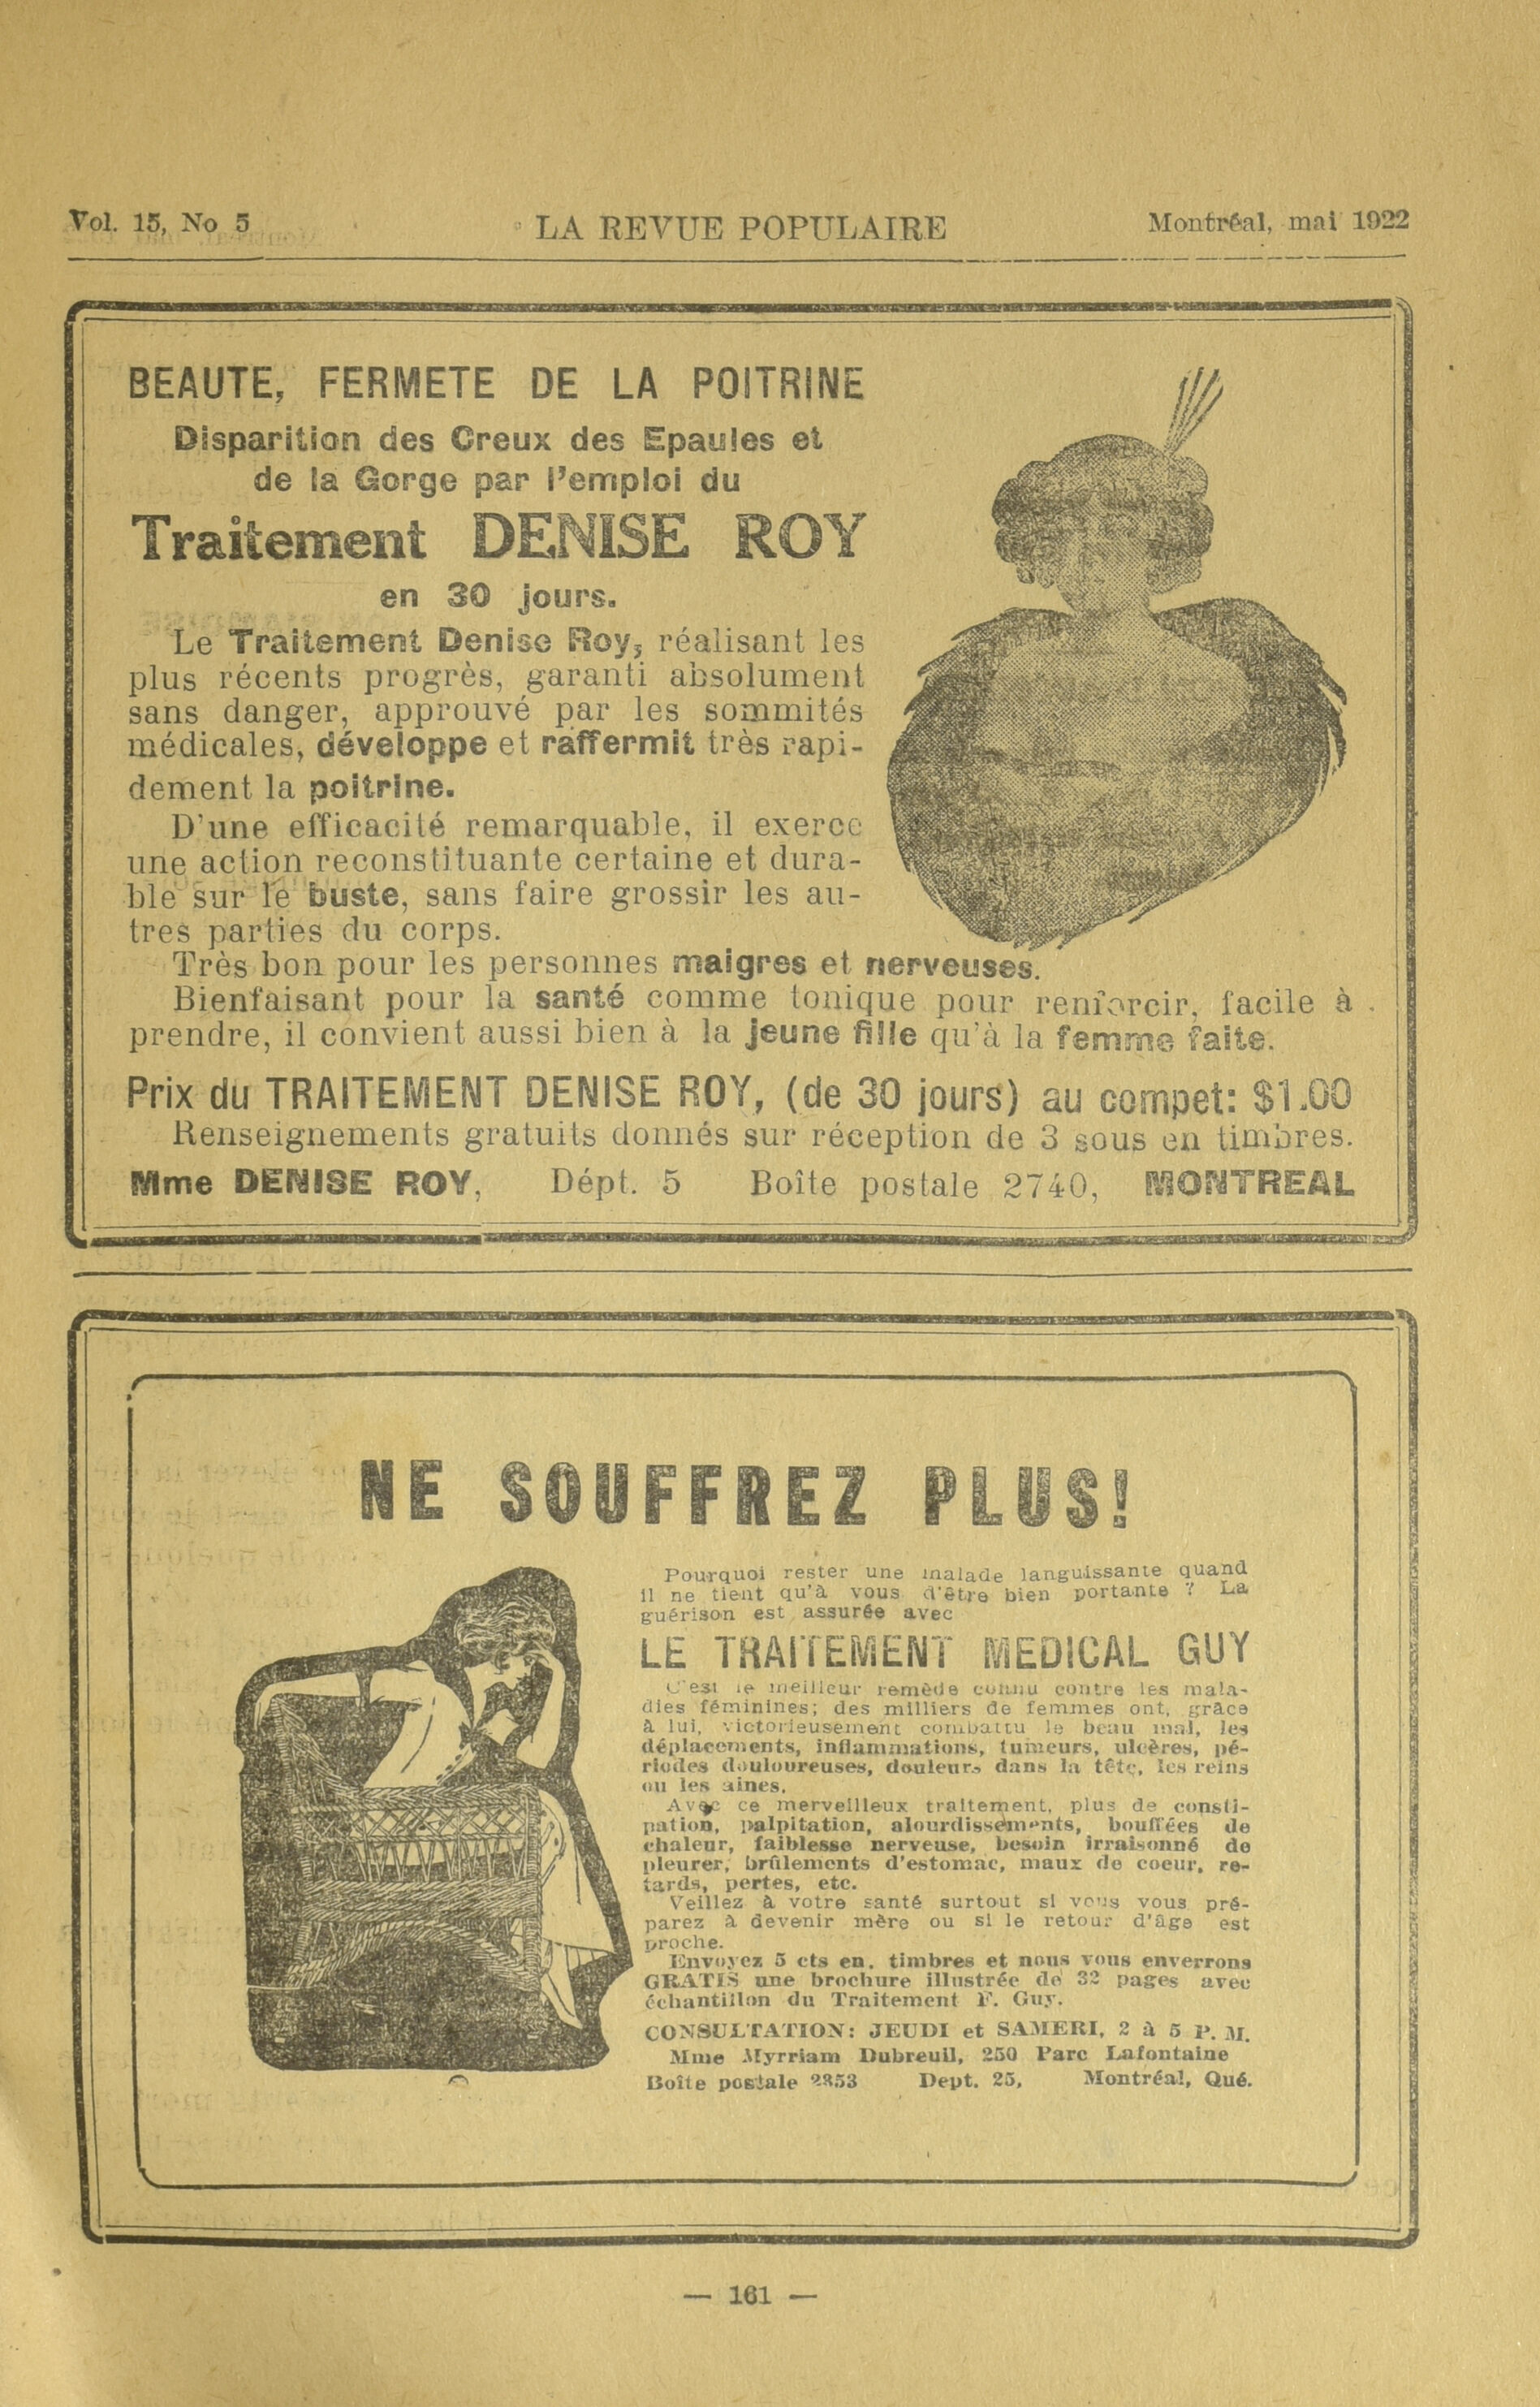 Vol. 15, No 5
LA REVUE POPULAIRE
Montréal, mai 1922
BEAUTE, FERMETE DE LA POITRINE
Disparition des Creux des Epaules et
de la Gorge par l'emploi du
Traitement DENISE ROY
en 30 jours.
Le Traitement Denise Roy, réalisant les
plus récents progrès, garanti absolument
sans danger, approuvé par les sommités
médicales, développe et raffermit très rapi-
dement la poitrine.
D'une efficacité remarquable, il exerce
une action reconstituante certaine et dura-
ble sur le buste, sans faire grossir les au-
tres parties du corps.
Très bon pour les personnes maigres et nerveuses.
Bienfaisant pour la santé comme tonique pour renforcir, facile à
prendre, il convient aussi bien à la jeune fille qu'à la femme faite.
Prix du TRAITEMENT DENISE ROY, (de 30 jours) au compet: $1.00
Renseignements gratuits donnés sur réception de 3 sous en timbres.
Mme DENISE ROY, Dépt. 5 Boîte postale 2740, MONTREAL
NE SOUFFREZ PLUS!
Pourquoi rester une malade languissante quand
il ne tient qu'à vous d'être bien portante ? La
guérison est assurée avec
LE TRAITEMENT MEDICAL GUY
C'est le meilleur remède connu contre les mala-
dies féminines; des milliers de femmes ont, grâce
à lui, victorieusement combattu le beau mal, les
déplacements, inflammations, tumeurs, ulcères, pé-
riodes douloureuses, douleurs dans la tête, les reins
ou les aines.
Avec ce merveilleux traitement, plus de consti-
pation, palpitation, alourdissements, bouffées de
chaleur, faiblesse nerveuse, besoin irraisonné de
pleurer, brûlements d'estomac, maux de coeur, re-
tards, pertes, etc.
Veillez à votre santé surtout si vous vous pré-
parez à devenir mère ou si le retour d'âge est
proche.
Envoyez 5 cts en. timbres et nous vous enverrons
GRATIS une brochure illustrée de 32 pages avec
échantillon du Traitement F. Guy.
CONSULTATION: JEUDI et SAMERI, 2 à 5 P. M.
Mme Myrriam Dubreuil, 250 Parc Lafontaine
Boîte postale 2353 Dept. 25, Montréal, Qué.
— 161 —